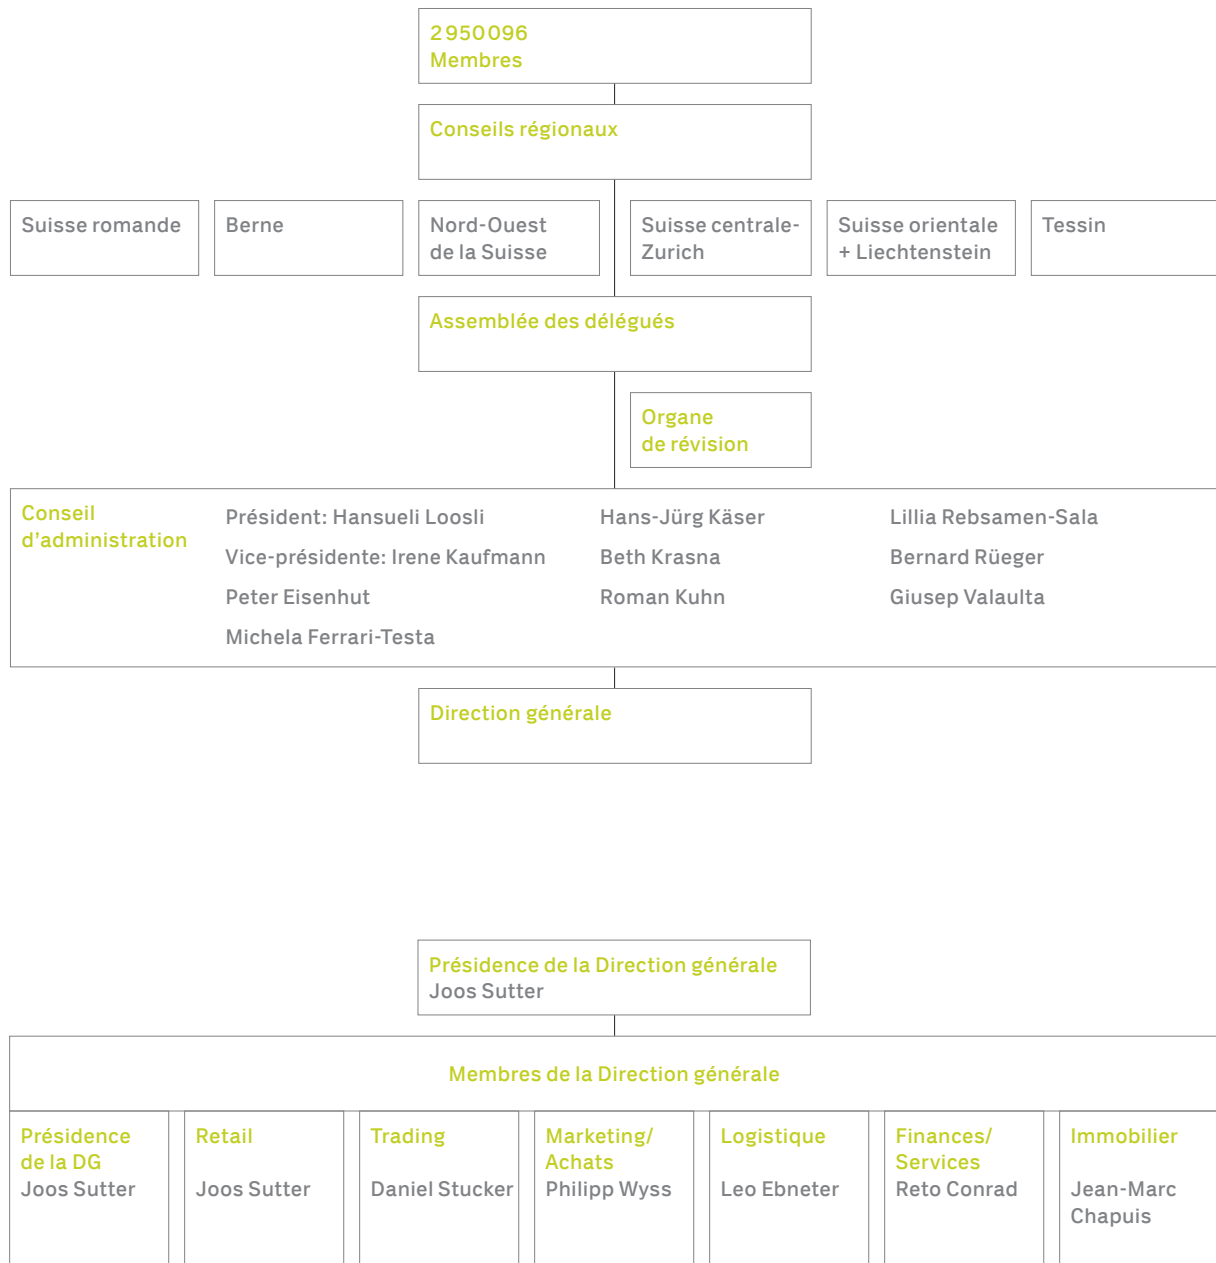 2 950 096
Membres
Conseils régionaux
Suisse romande
Berne
Nord-Ouest
de la Suisse
Suisse centrale-
Zurich
Suisse orientale
+ Liechtenstein
Tessin
Assemblée des délégués
Organe
de révision
Conseil
d’administration
Président: Hansueli Loosli
Vice-présidente: Irene Kaufmann
Peter Eisenhut
Michela Ferrari-Testa
Hans-Jürg Käser
Beth Krasna
Roman Kuhn
Lillia Rebsamen-Sala
Bernard Rüeger
Giusep Valaulta
Direction générale
Présidence de la Direction générale
Joos Sutter
Membres de la Direction générale
Présidence
de la DG
Joos Sutter
Retail
Joos Sutter
Trading
Daniel Stucker
Marketing/
Achats
Philipp Wyss
Logistique
Leo Ebneter
Finances/
Services
Reto Conrad
Immobilier
Jean-Marc
Chapuis